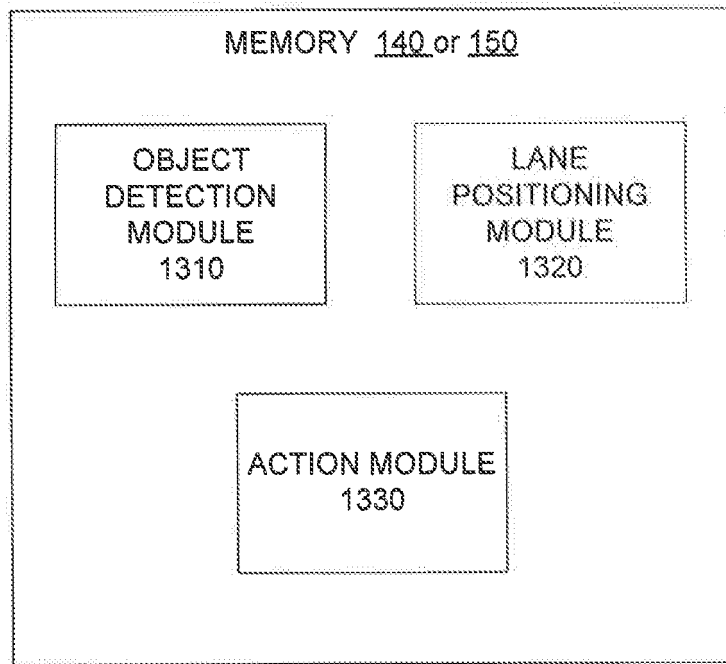 MEMORY 140 or 150
OBJECT
DETECTION
MODULE
1310
LANE
POSITIONING
MODULE
1320
ACTION MODULE
1330